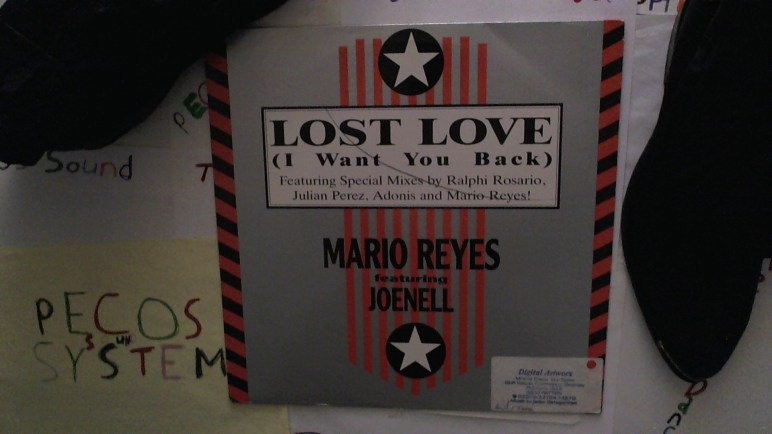 Sound
LOST LOVE
(I Want You Back)
Featuring Special Mixes by Ralphi Rosario,
Julian Perez, Adonis and Mario Reyes!
MARIO REYES
featuring
JOENELL
PECOS
SYSTEM
Digital Artwork